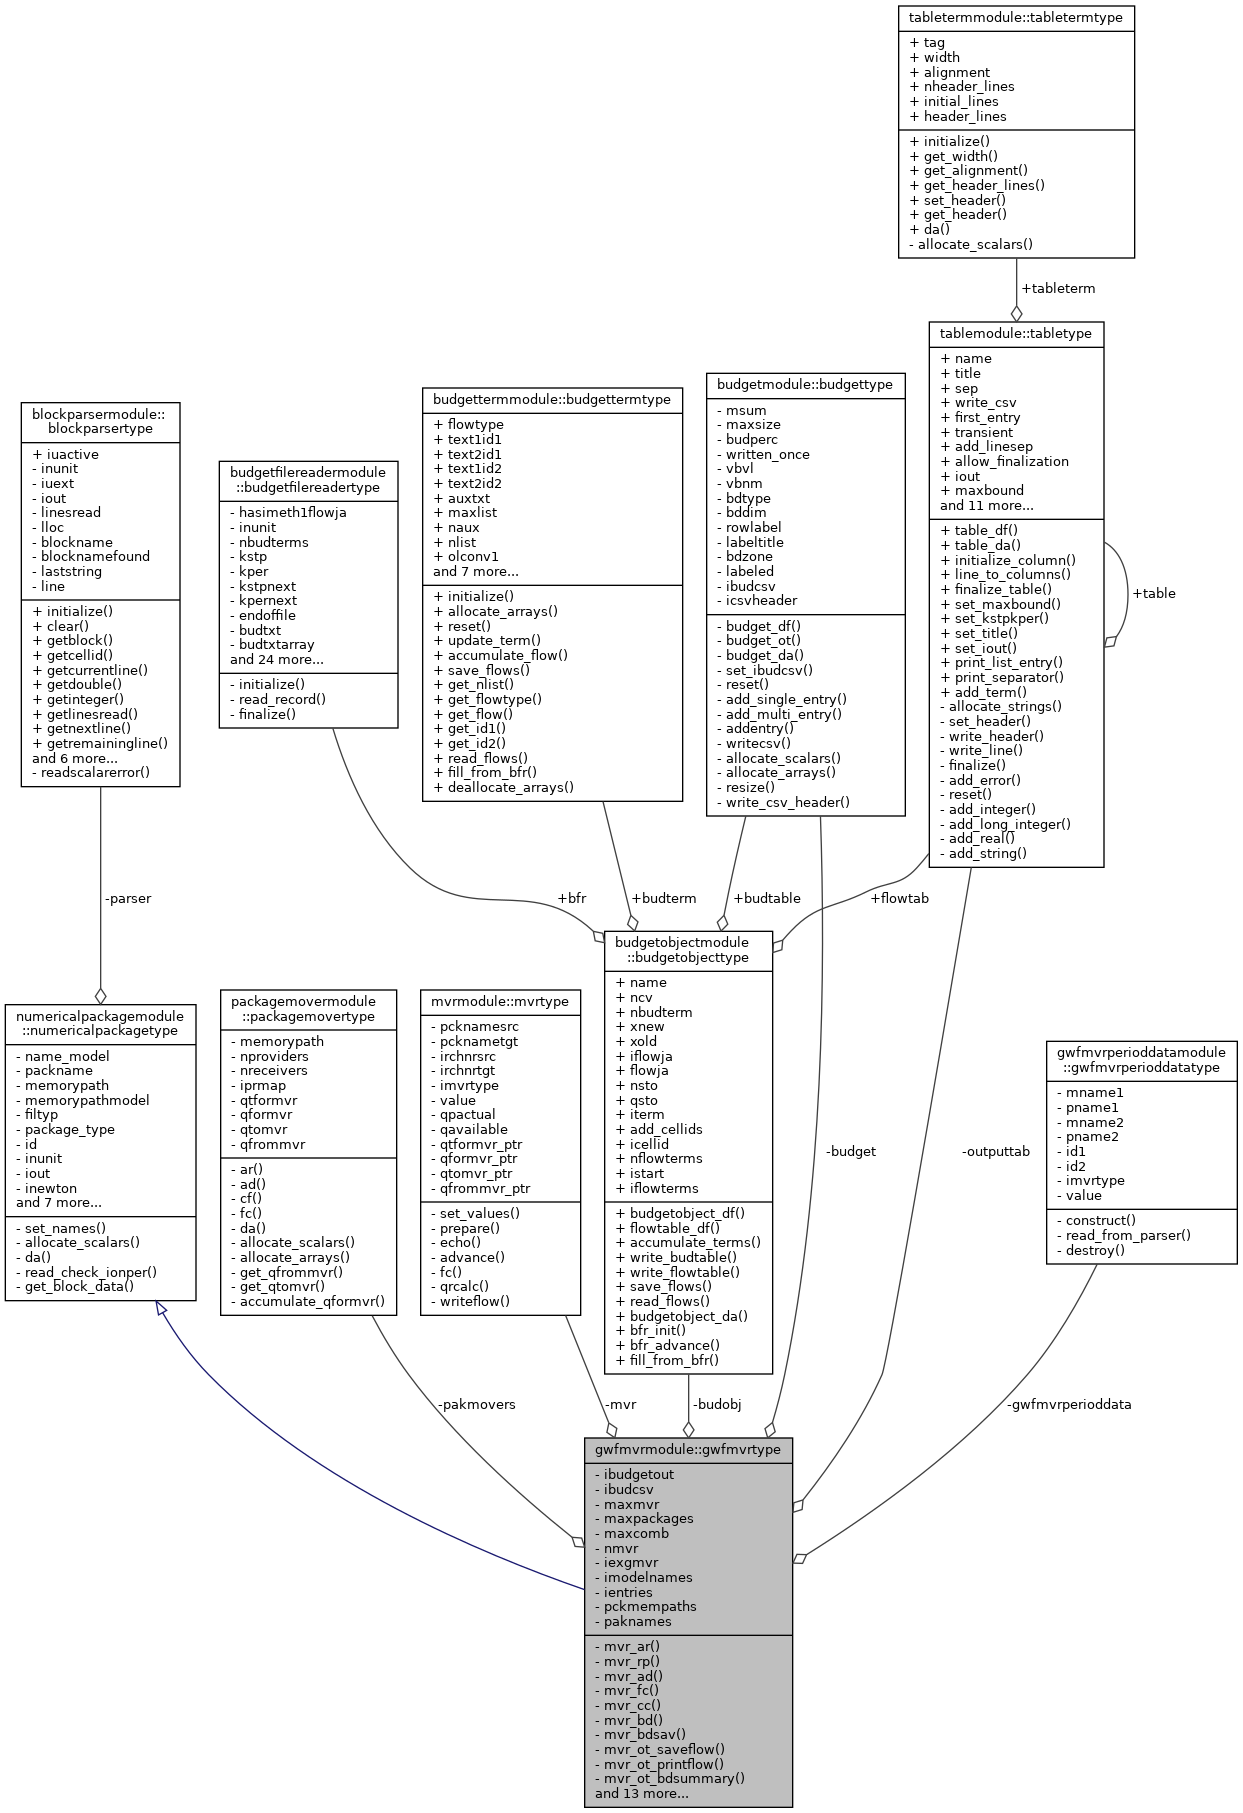 tabletermmodule::tabletermtype
+ tag
+ width
+ alignment
+ nheader_lines
+ initial_lines
+ header_lines
+ initialize()
+ get_width()
+ get_alignment()
+ get_header_lines()
+ set_header()
+ get_header()
+ da()
- allocate_scalars()
+tableterm
tablemodule::tabletype
+ name
+ title
+ sep
+ write_csv
+ first_entry
+ transient
+ add_linesep
+ allow_finalization
+ iout
+ maxbound
and 11 more...
+ table_df()
+ table_da()
+ initialize_column()
+ line_to_columns()
+ finalize_table()
+ set_maxbound()
+ set_kstpkper()
+ set_title()
+ set_iout()
+ print_list_entry()
+ print_separator()
+ add_term()
- allocate_strings()
- set_header()
- write_header()
- write_line()
- finalize()
- add_error()
- reset()
- add_integer()
- add_long_integer()
- add_real()
- add_string()
+table
budgetmodule::budgettype
- msum
- maxsize
- budperc
- written_once
- vbvl
- vbnm
- bdtype
- bddim
- rowlabel
- labeltitle
- bdzone
- labeled
- ibudcsv
- icsvheader
- budget_df()
- budget_ot()
- budget_da()
- set_ibudcsv()
- reset()
- add_single_entry()
- add_multi_entry()
- addentry()
- writecsv()
- allocate_scalars()
- allocate_arrays()
- resize()
- write_csv_header()
budgettermmodule::budgettermtype
+ flowtype
+ text1id1
+ text2id1
+ text1id2
+ text2id2
+ auxtxt
+ maxlist
+ naux
+ nlist
+ olconv1
and 7 more...
+ initialize()
+ allocate_arrays()
+ reset()
+ update_term()
+ accumulate_flow()
+ save_flows()
+ get_nlist()
+ get_flowtype()
+ get_flow()
+ get_id1()
+ get_id2()
+ read_flows()
+ fill_from_bfr()
+ deallocate_arrays()
blockparsermodule::
blockparsertype
+ iuactive
- inunit
- iuext
- iout
- linesread
- lloc
- blockname
- blocknamefound
- laststring
- line
+ initialize()
+ clear()
+ getblock()
+ getcellid()
+ getcurrentline()
+ getdouble()
+ getinteger()
+ getlinesread()
+ getnextline()
+ getremainingline()
and 6 more...
- readscalarerror()
budgetfilereadermodule
::budgetfilereadertype
- hasimeth1flowja
- inunit
- nbudterms
- kstp
- kper
- kstpnext
- kpernext
- endoffile
- budtxt
- budtxtarray
and 24 more...
- initialize()
- read_record()
- finalize()
-parser
+bfr
+budterm
+budtable
+flowtab
budgetobjectmodule
::budgetobjecttype
+ name
+ ncv
+ nbudterm
+ xnew
+ xold
+ iflowja
+ flowja
+ nsto
+ qsto
+ iterm
+ add_cellids
+ icellid
+ nflowterms
+ istart
+ iflowterms
+ budgetobject_df()
+ flowtable_df()
+ accumulate_terms()
+ write_budtable()
+ write_flowtable()
+ save_flows()
+ read_flows()
+ budgetobject_da()
+ bfr_init()
+ bfr_advance()
+ fill_from_bfr()
numericalpackagemodule
::numericalpackagetype
- name_model
- packname
- memorypath
- memorypathmodel
- filtyp
- package_type
- id
- inunit
- iout
- inewton
and 7 more...
- set_names()
- allocate_scalars()
- da()
- read_check_ionper()
- get_block_data()
packagemovermodule
::packagemovertype
- memorypath
- nproviders
- nreceivers
- iprmap
- qtformvr
- qformvr
- qtomvr
- qfrommvr
- ar()
- ad()
- cf()
- fc()
- da()
- allocate_scalars()
- allocate_arrays()
- get_qfrommvr()
- get_qtomvr()
- accumulate_qformvr()
mvrmodule::mvrtype
- pcknamesrc
- pcknametgt
- irchnrsrc
- irchnrtgt
- imvrtype
- value
- qpactual
- qavailable
- qtformvr_ptr
- qformvr_ptr
- qtomvr_ptr
- qfrommvr_ptr
- set_values()
- prepare()
- echo()
- advance()
- fc()
- qrcalc()
- writeflow()
gwfmvrperioddatamodule
::gwfmvrperioddatatype
- mname1
- pname1
- mname2
- pname2
- id1
- id2
- imvrtype
- value
- construct()
- read_from_parser()
- destroy()
-budget
-outputtab
-pakmovers
-mvr
-budobj
-gwfmvrperioddata
gwfmvrmodule::gwfmvrtype
- ibudgetout
- ibudcsv
- maxmvr
- maxpackages
- maxcomb
- nmvr
- iexgmvr
- imodelnames
- ientries
- pckmempaths
- paknames
- mvr_ar()
- mvr_rp()
- mvr_ad()
- mvr_fc()
- mvr_cc()
- mvr_bd()
- mvr_bdsav()
- mvr_ot_saveflow()
- mvr_ot_printflow()
- mvr_ot_bdsummary()
and 13 more...